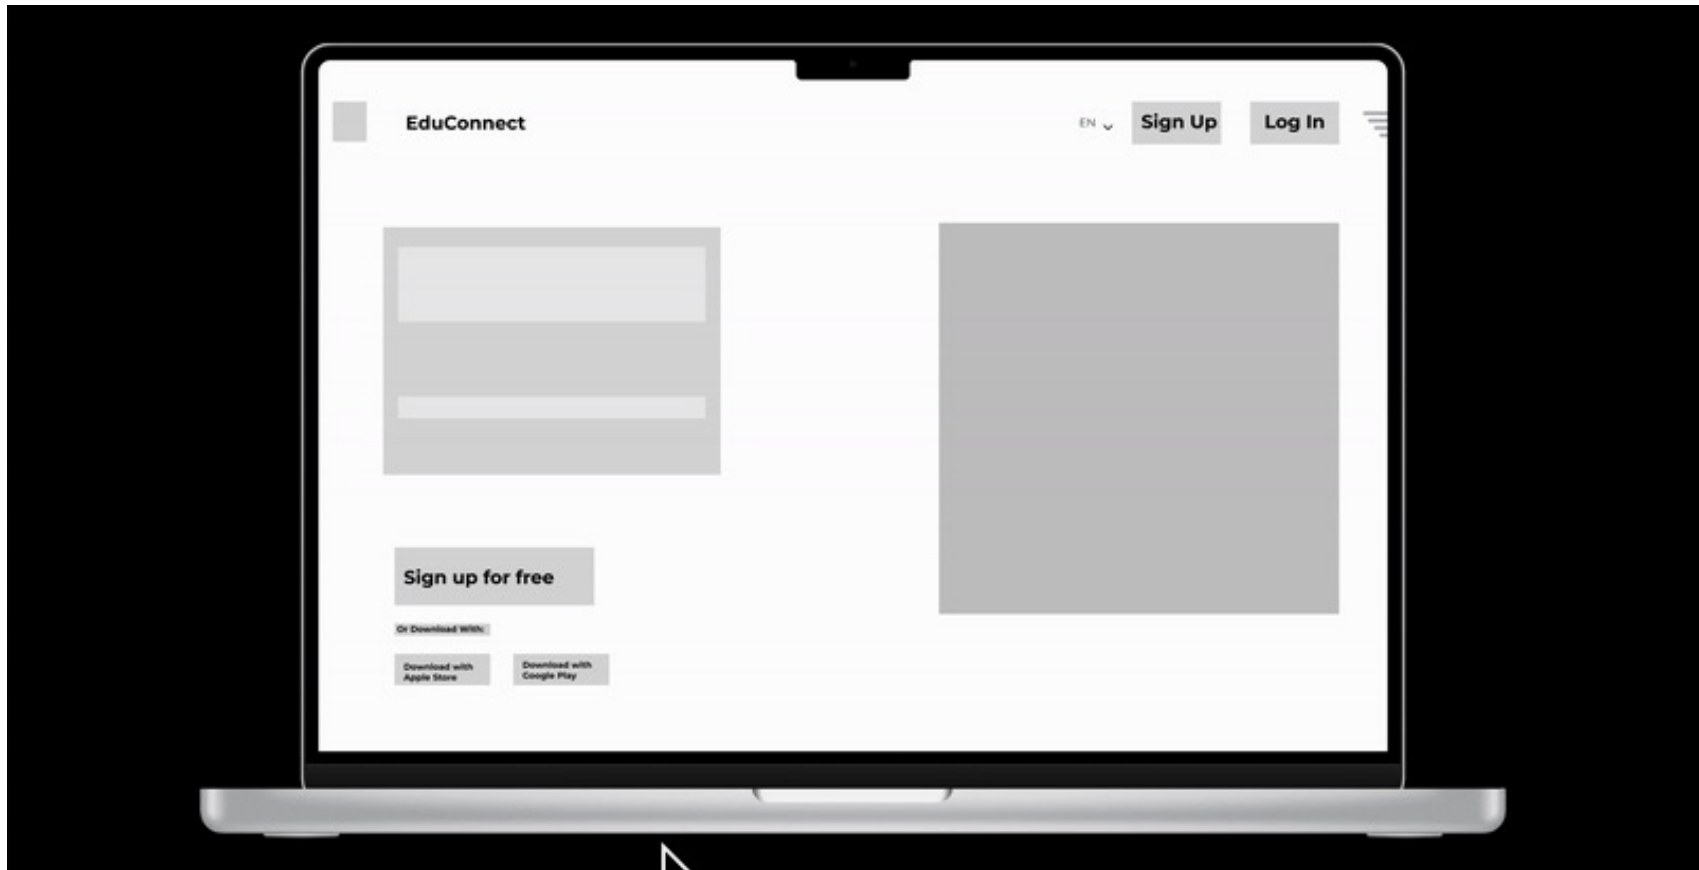 EduConnect
EN
Sign Up
Log In
Sign up for free
Or Download With:
Download with
Apple Store
Download with
Google Play